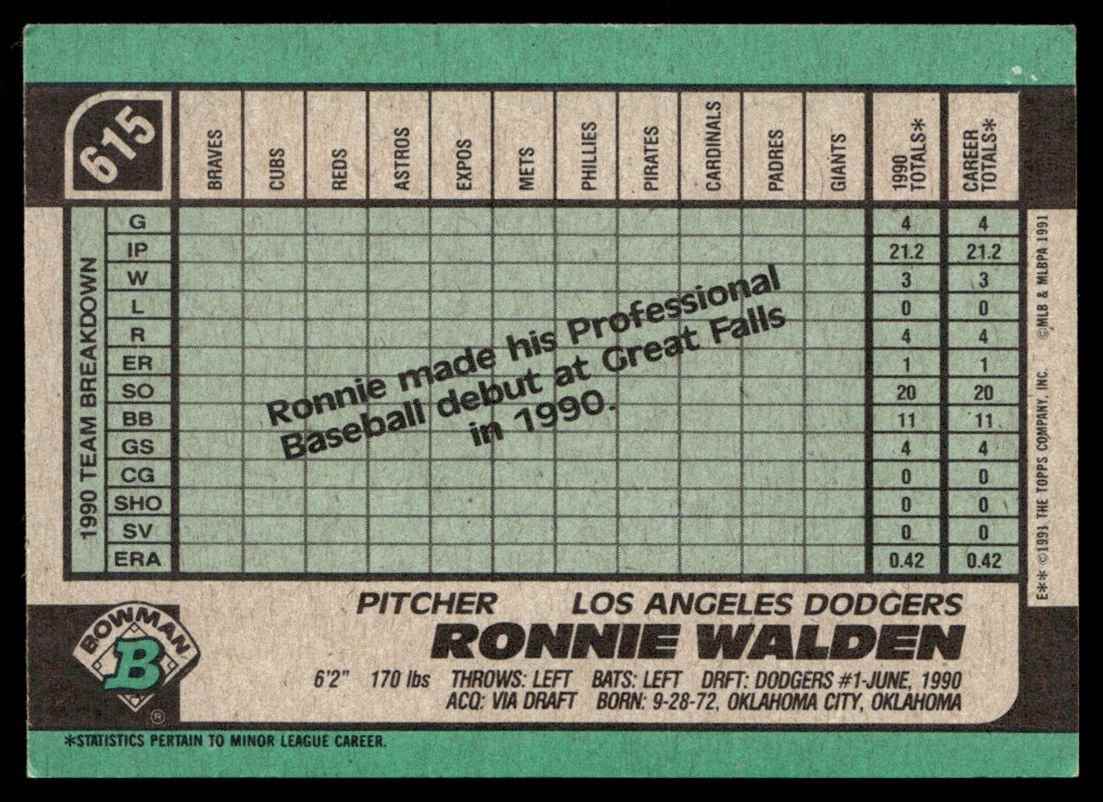 615
BRAVES
CUBS
REDS
ASTROS
EXPOS
METS
PHILLIES
PIRATES
CARDINALS
PADRES
GIANTS
1990 TOTALS*
CAREER TOTALS*
1990 TEAM BREAKDOWN
G 4 4
IP 21.2 21.2
W 3 3
L 0 0
R 4 4
ER 1 1
SO 20 20
BB 11 11
GS 4 4
CG 0 0
SHO 0 0
SV 0 0
ERA 0.42 0.42
Ronnie made his Professional
Baseball debut at Great Falls
in 1990.
E** ©1991 THE TOPPS COMPANY, INC. ©MLB & MLBPA 1991
PITCHER LOS ANGELES DODGERS
RONNIE WALDEN
6'2" 170 lbs THROWS: LEFT BATS: LEFT DRFT: DODGERS #1-JUNE, 1990
ACQ: VIA DRAFT BORN: 9-28-72, OKLAHOMA CITY, OKLAHOMA
BOWMAN
B
®
*STATISTICS PERTAIN TO MINOR LEAGUE CAREER.